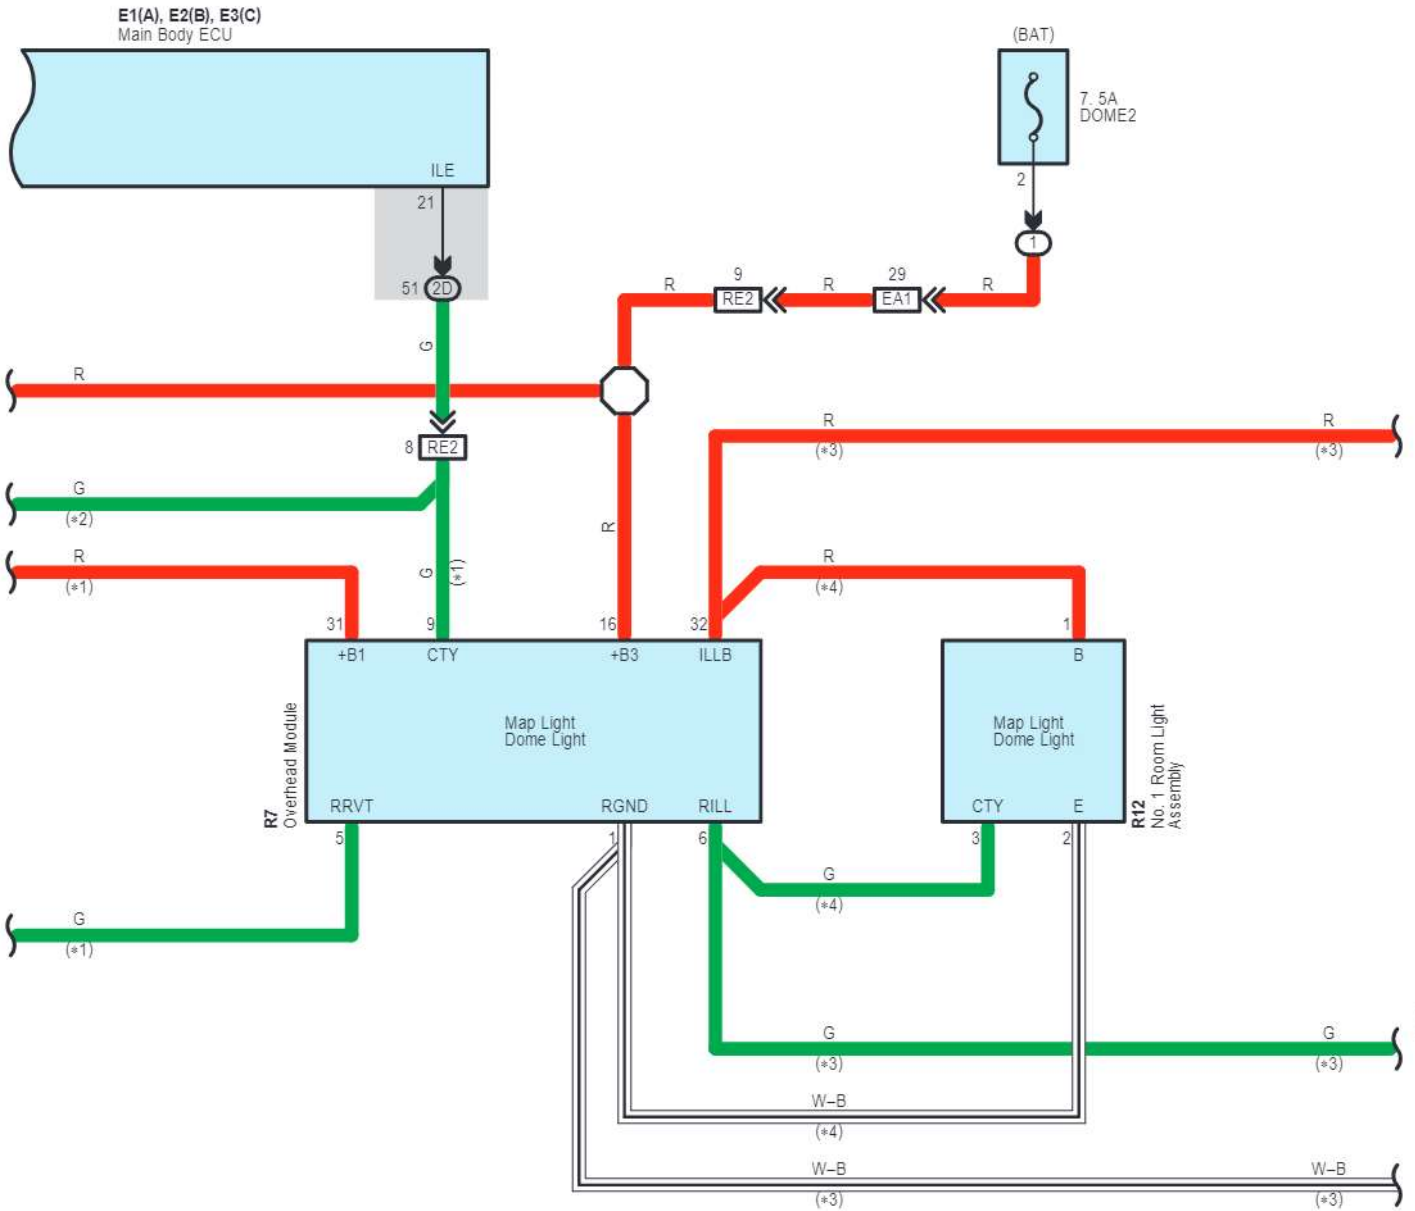 E1(A), E2(B), E3(C)
Main Body ECU
(BAT)
7. 5A
DOME2
ILE
21
2
1
51
2D
R
9
RE2
R
29
EA1
R
G
R
8
RE2
R
(∗3)
R
(∗3)
G
(∗2)
R
R
(∗1)
G
(∗1)
R
(∗4)
31
9
16
32
1
+B1
CTY
+B3
ILLB
B
Map Light
Dome Light
Map Light
Dome Light
R7
Overhead Module
R12
No. 1 Room Light
Assembly
RRVT
RGND
RILL
CTY
E
5
1
6
3
2
G
(∗4)
G
(∗1)
G
(∗3)
G
(∗3)
W–B
(∗4)
W–B
(∗3)
W–B
(∗3)